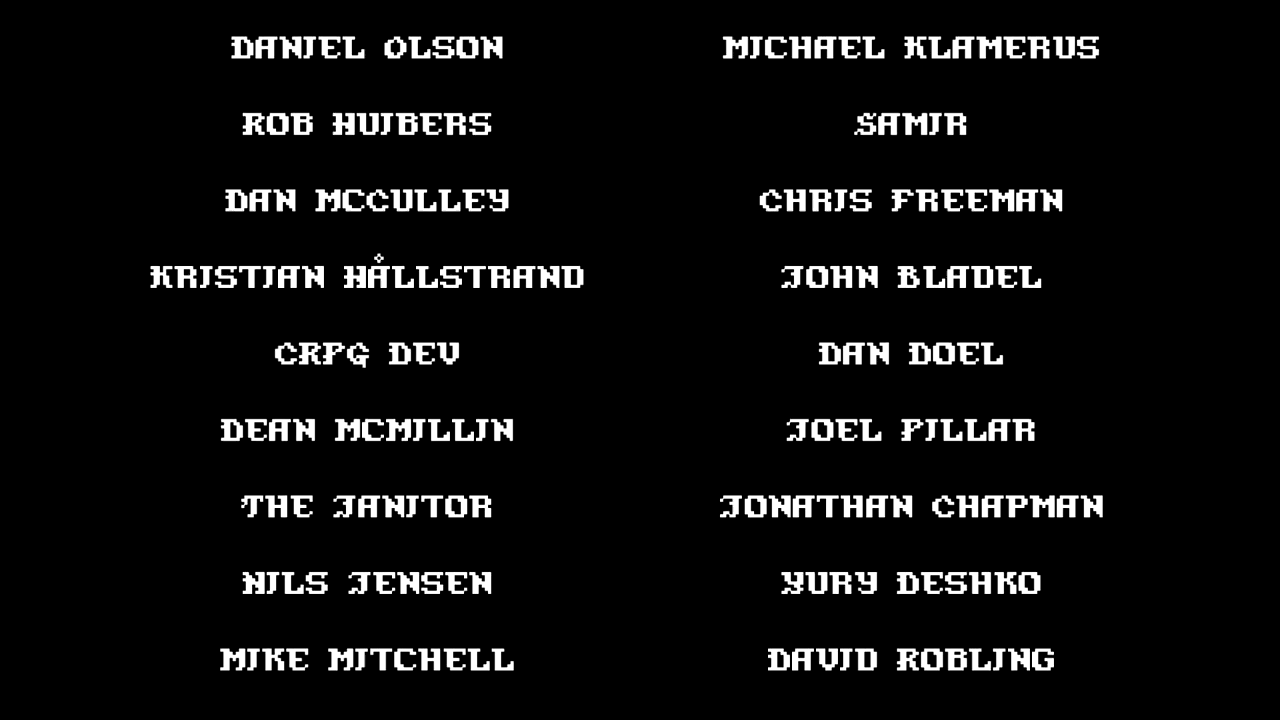 DANIEL OLSON
MICHAEL KLAMERUS
ROB HUIBERS
SAMIR
DAN MCCULLEY
CHRIS FREEMAN
KRISTIAN HÅLLSTRAND
JOHN BLADEL
CRPG DEV
DAN DOEL
DEAN MCMILLIN
JOEL PILLAR
THE JANITOR
JONATHAN CHAPMAN
NILS JENSEN
YURY DESHKO
MIKE MITCHELL
DAVID ROBLING